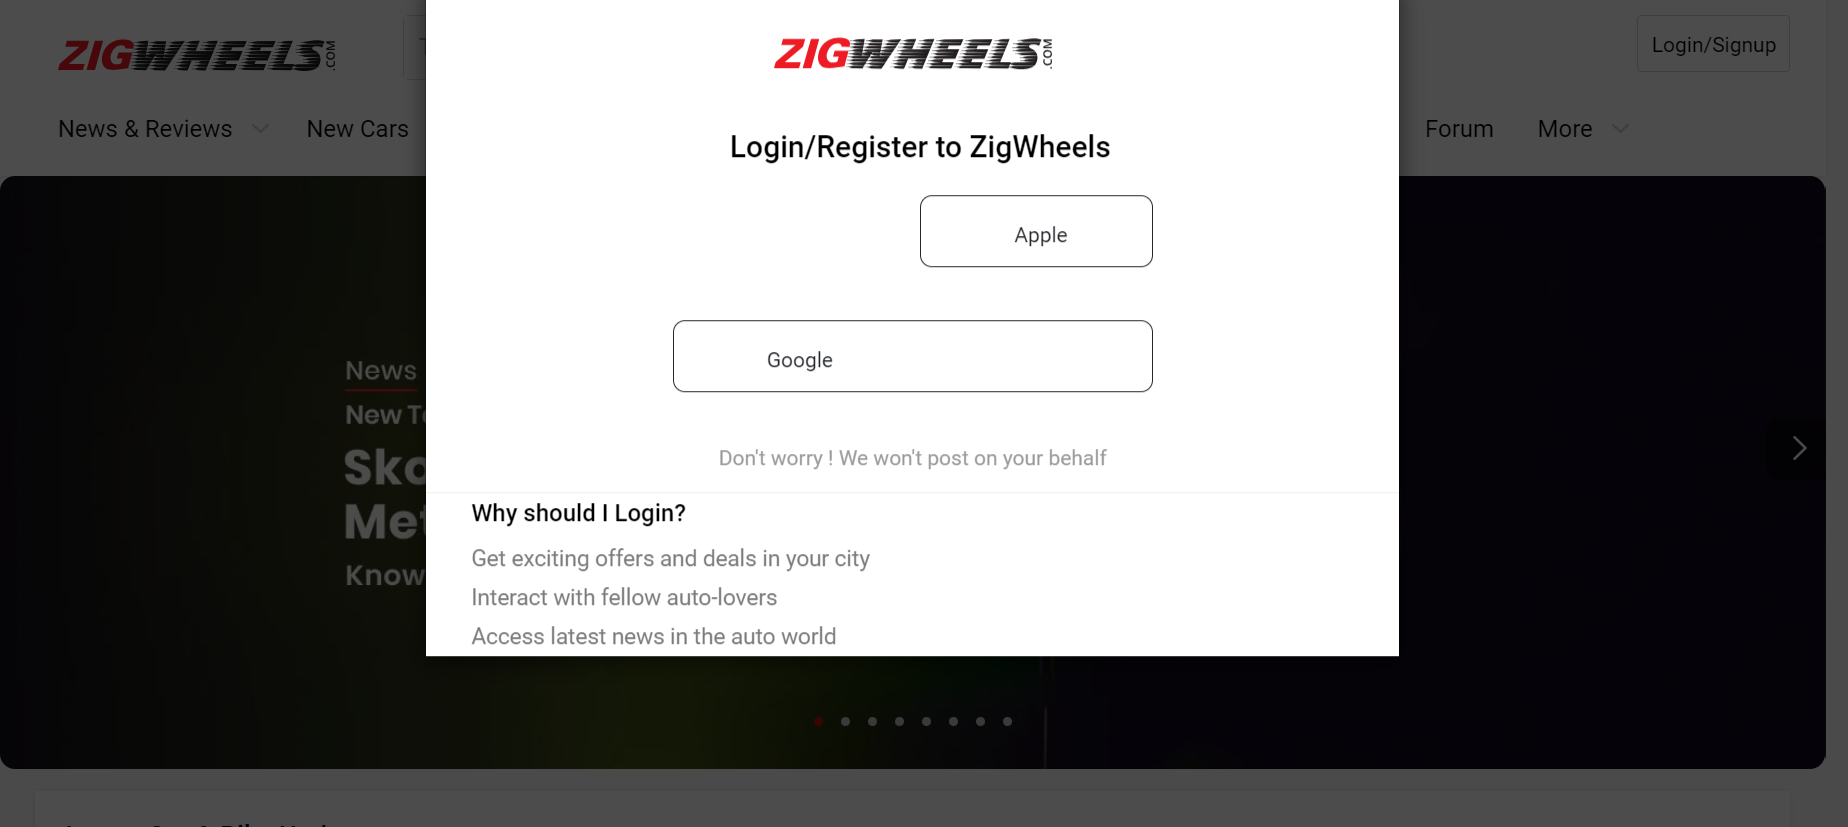 ZIGWHEELS.COM
Login/Signup
News & Reviews
New Cars
Forum
More
ZIGWHEELS.COM
Login/Register to ZigWheels
Apple
Google
Don't worry ! We won't post on your behalf
Why should I Login?
Get exciting offers and deals in your city
Interact with fellow auto-lovers
Access latest news in the auto world
News
New T
Sko
Met
Know